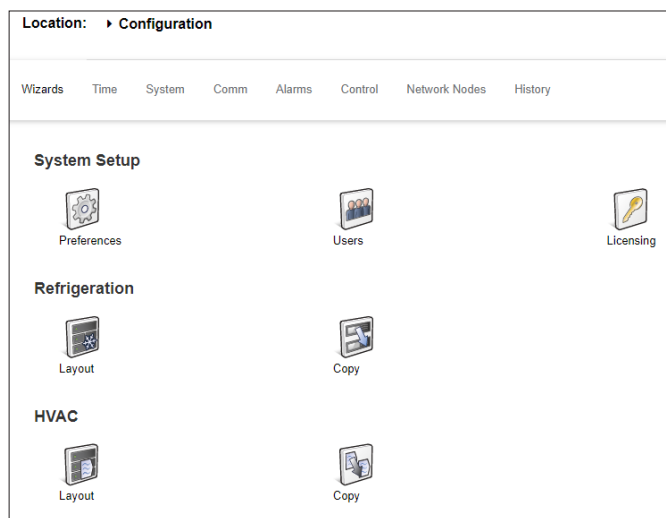 Location: Configuration
Wizards Time System Comm Alarms Control Network Nodes History
System Setup
Preferences Users Licensing
Refrigeration
Layout Copy
HVAC
Layout Copy